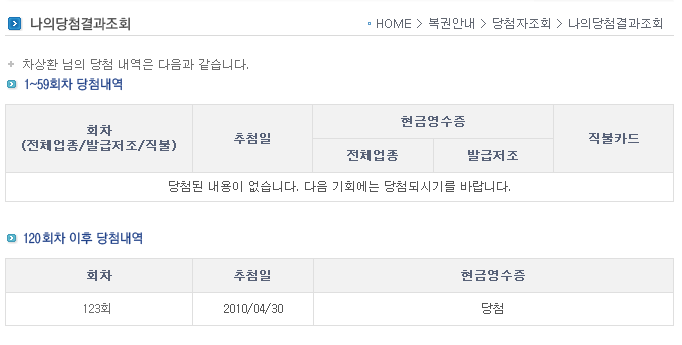 나의당첨결과조회
HOME > 복권안내 > 당첨자조회 > 나의당첨결과조회
차상환 님의 당첨 내역은 다음과 같습니다.
1~59회차 당첨내역
회차
(전체업종/발급저조/직불)
추첨일
현금영수증
직불카드
전체업종
발급저조
당첨된 내용이 없습니다. 다음 기회에는 당첨되시기를 바랍니다.
120회차 이후 당첨내역
회차
추첨일
현금영수증
123회
2010/04/30
당첨